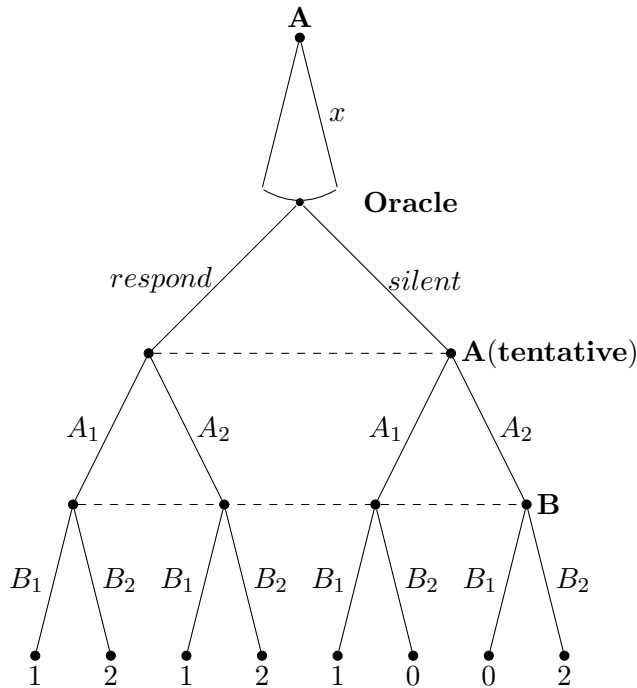 A
x
Oracle
respond silent
A(tentative)
A₁ A₂ A₁ A₂
B
B₁ B₂ B₁ B₂ B₁ B₂ B₁ B₂
1 2 1 2 1 0 0 2